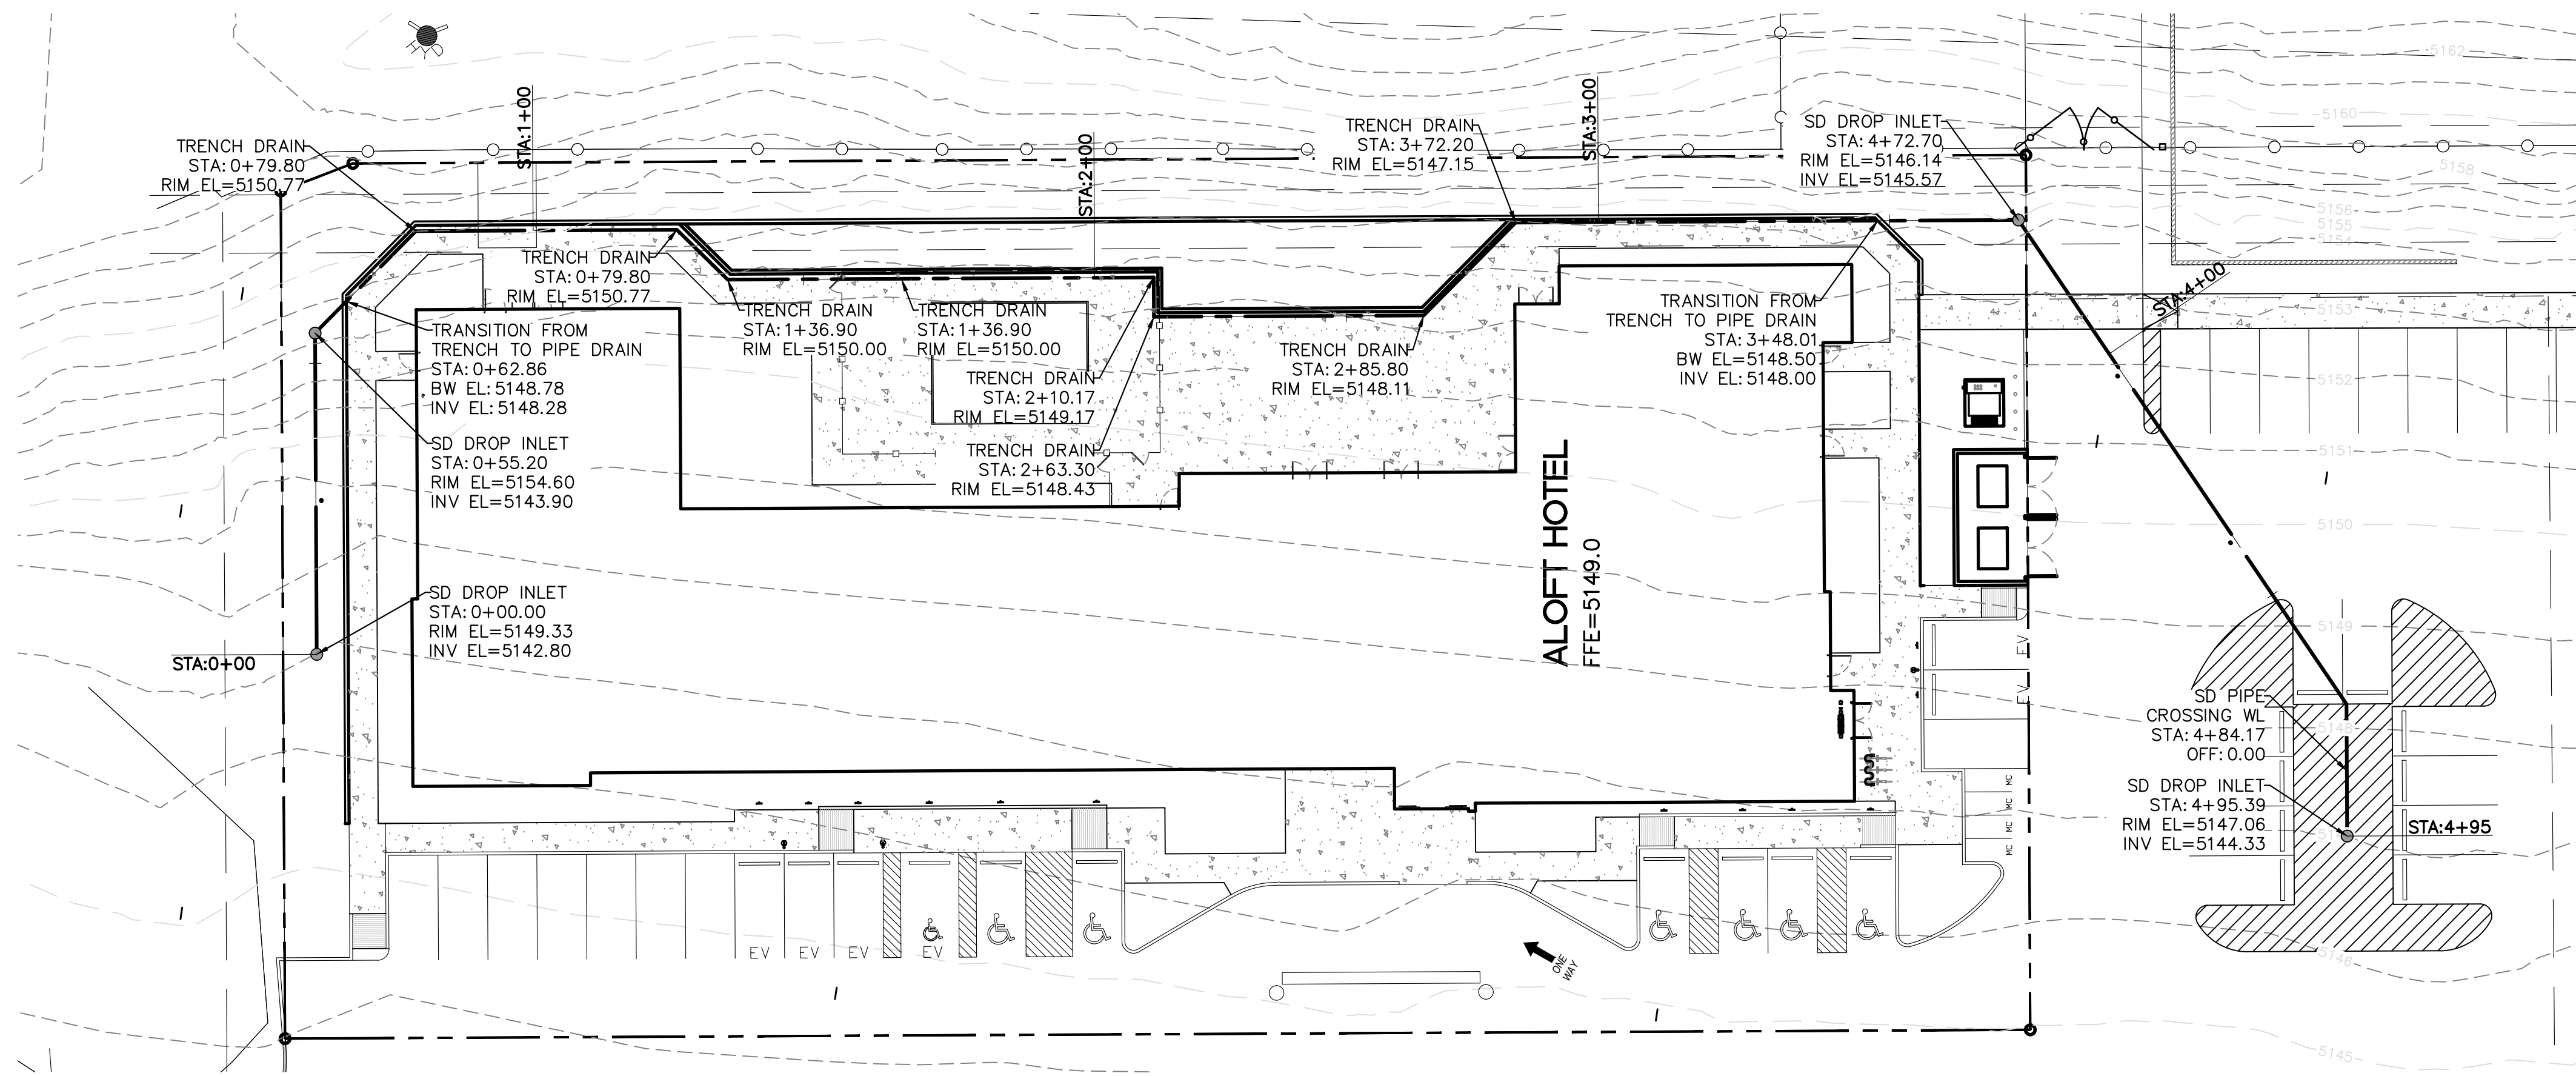 HYD
5162
5160
5158
5156
5155
5154
5153
5152
5151
5150
5149
5148
5146
5145
STA:1+00
STA:2+00
STA:3+00
STA:4+00
TRENCH DRAIN
STA: 0+79.80
RIM EL=5150.77
TRENCH DRAIN
STA: 3+72.20
RIM EL=5147.15
SD DROP INLET
STA: 4+72.70
RIM EL=5146.14
INV EL=5145.57
TRENCH DRAIN
STA: 0+79.80
RIM EL=5150.77
TRENCH DRAIN
STA: 1+36.90
RIM EL=5150.00
TRENCH DRAIN
STA: 1+36.90
RIM EL=5150.00
TRANSITION FROM
TRENCH TO PIPE DRAIN
STA: 0+62.86
BW EL: 5148.78
INV EL: 5148.28
TRENCH DRAIN
STA: 2+10.17
RIM EL=5149.17
TRENCH DRAIN
STA: 2+85.80
RIM EL=5148.11
TRANSITION FROM
TRENCH TO PIPE DRAIN
STA: 3+48.01
BW EL=5148.50
INV EL: 5148.00
SD DROP INLET
STA: 0+55.20
RIM EL=5154.60
INV EL=5143.90
TRENCH DRAIN
STA: 2+63.30
RIM EL=5148.43
ALOFT HOTEL
FFE=5149.0
SD DROP INLET
STA: 0+00.00
RIM EL=5149.33
INV EL=5142.80
STA:0+00
EV
EV
SD PIPE
CROSSING WL
STA: 4+84.17
OFF: 0.00
SD DROP INLET
STA: 4+95.39
RIM EL=5147.06
INV EL=5144.33
STA:4+95
MC
MC
MC
MC
EV
EV
EV
EV
ONE
WAY